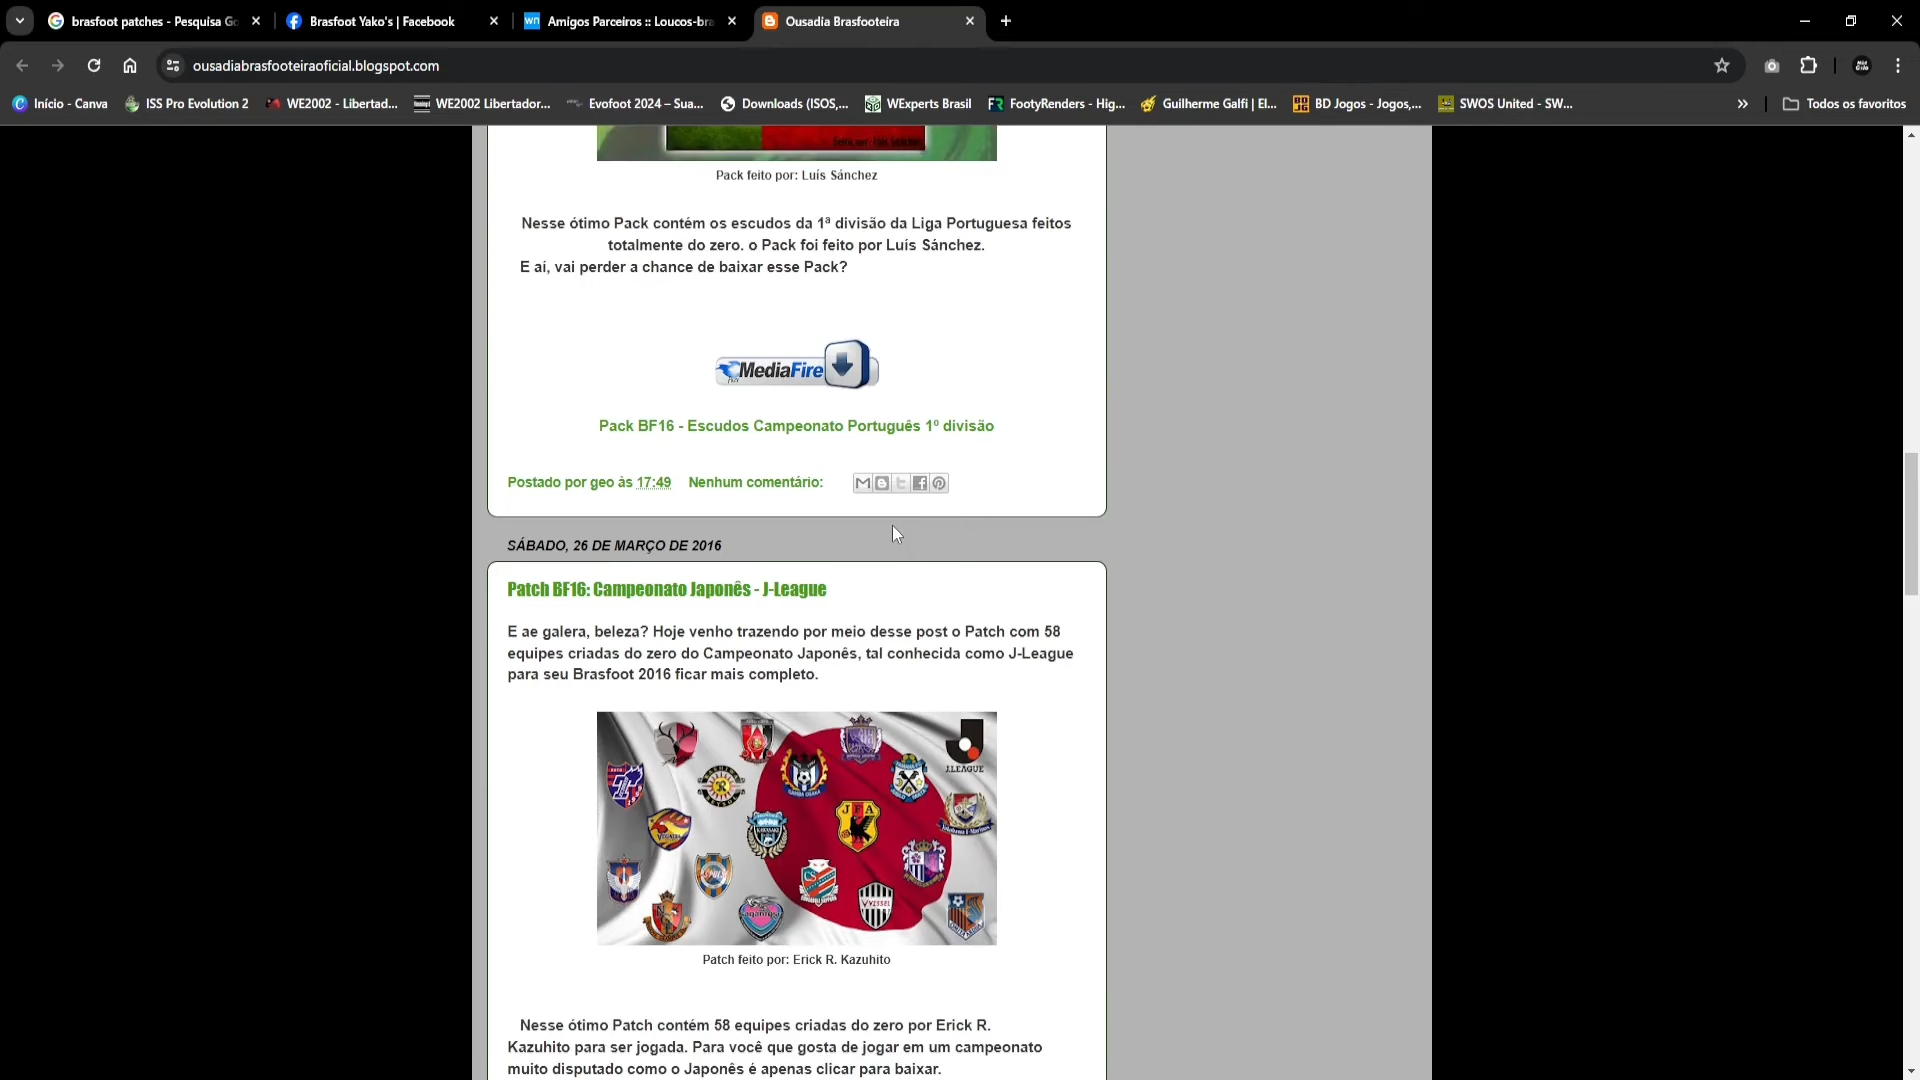 brasfoot patches - Pesquisa Go
Brasfoot Yako's | Facebook
Amigos Parceiros :: Loucos-bra
Ousadia Brasfooteira
ousadiabrasfooteiraoficial.blogspot.com
Início - Canva
ISS Pro Evolution 2
WE2002 - Libertad...
WE2002 Libertador...
Evofoot 2024 – Sua...
Downloads (ISOS,...
WExperts Brasil
FootyRenders - Hig...
Guilherme Galfi | El...
BD Jogos - Jogos,...
SWOS United - SW...
Todos os favoritos
Pack feito por: Luís Sánchez
Nesse ótimo Pack contém os escudos da 1ª divisão da Liga Portuguesa feitos
totalmente do zero. o Pack foi feito por Luís Sánchez.
E aí, vai perder a chance de baixar esse Pack?
MediaFire
Pack BF16 - Escudos Campeonato Português 1º divisão
Postado por geo às 17:49 Nenhum comentário:
SÁBADO, 26 DE MARÇO DE 2016
Patch BF16: Campeonato Japonês - J-League
E ae galera, beleza? Hoje venho trazendo por meio desse post o Patch com 58
equipes criadas do zero do Campeonato Japonês, tal conhecida como J-League
para seu Brasfoot 2016 ficar mais completo.
J.LEAGUE
JFA
VISSEL
Patch feito por: Erick R. Kazuhito
Nesse ótimo Patch contém 58 equipes criadas do zero por Erick R.
Kazuhito para ser jogada. Para você que gosta de jogar em um campeonato
muito disputado como o Japonês é apenas clicar para baixar.